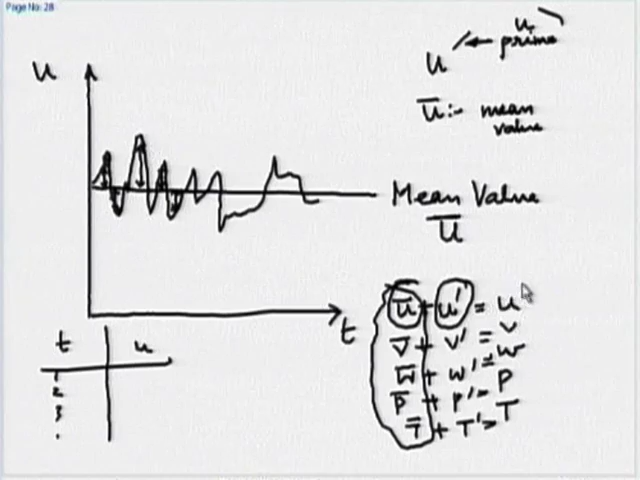 Page No: 28
u
u' ← prime
u
ū :- mean
value
Mean Value
ū
t
t u
1
2
3
.
ū + u' = u
v̄ + v' = v
w̄ + w' = w
p̄ + p' = P
T̄ + T' = T